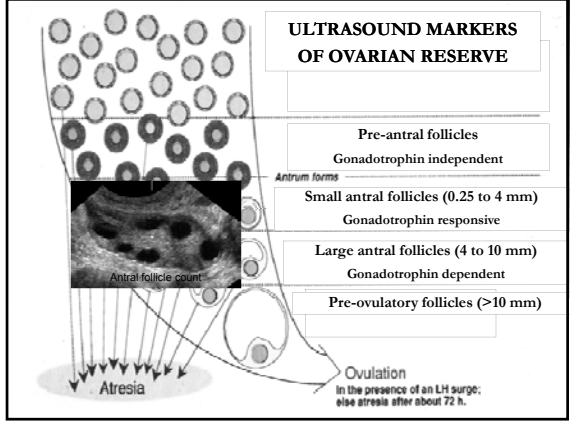 ULTRASOUND MARKERS
OF OVARIAN RESERVE
Pre-antral follicles
Gonadotrophin independent
Antrum forms
Small antral follicles (0.25 to 4 mm)
Gonadotrophin responsive
Large antral follicles (4 to 10 mm)
Gonadotrophin dependent
Antral follicle count
Pre-ovulatory follicles (>10 mm)
Atresia
Ovulation
In the presence of an LH surge;
else atresia after about 72 h.